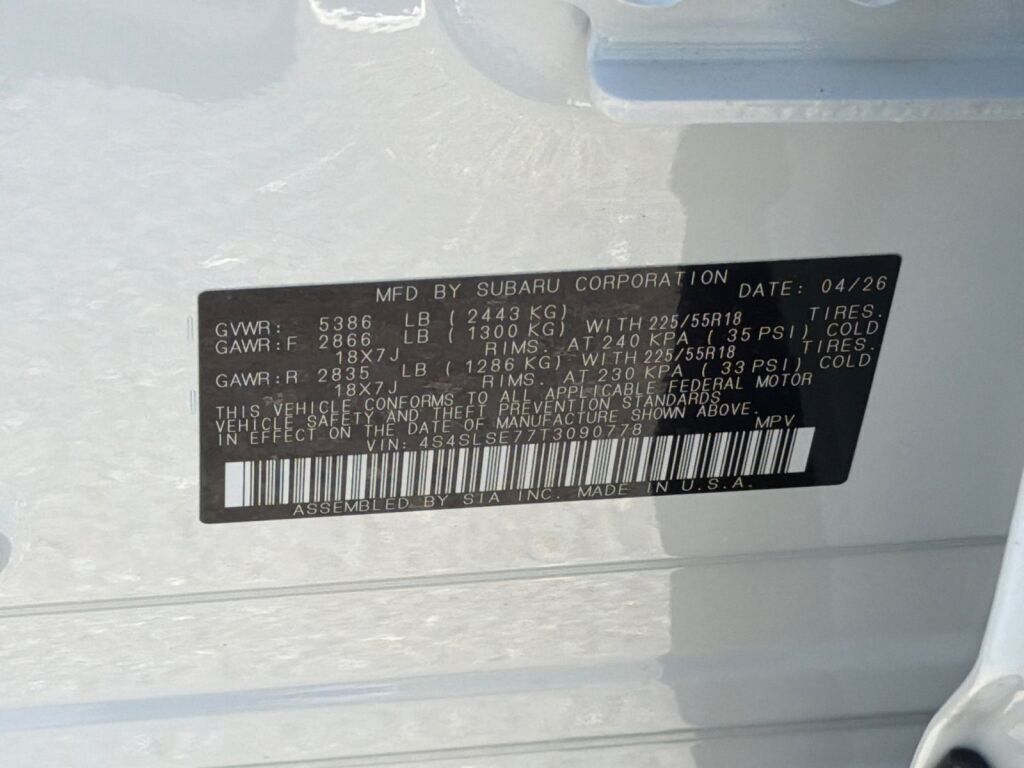 MFD BY SUBARU CORPORATION DATE: 04/26
GVWR: 5386 LB ( 2443 KG)
GAWR:F 2866 LB ( 1300 KG) WITH 225/55R18 TIRES.
18X7J RIMS. AT 240 KPA ( 35 PSI) COLD
GAWR:R 2835 LB ( 1286 KG) WITH 225/55R18 TIRES.
18X7J RIMS. AT 230 KPA ( 33 PSI) COLD
THIS VEHICLE CONFORMS TO ALL APPLICABLE FEDERAL MOTOR
VEHICLE SAFETY AND THEFT PREVENTION STANDARDS
IN EFFECT ON THE DATE OF MANUFACTURE SHOWN ABOVE.
VIN: 4S4SLSE77T3090778 MPV
ASSEMBLED BY SIA INC. MADE IN U.S.A.